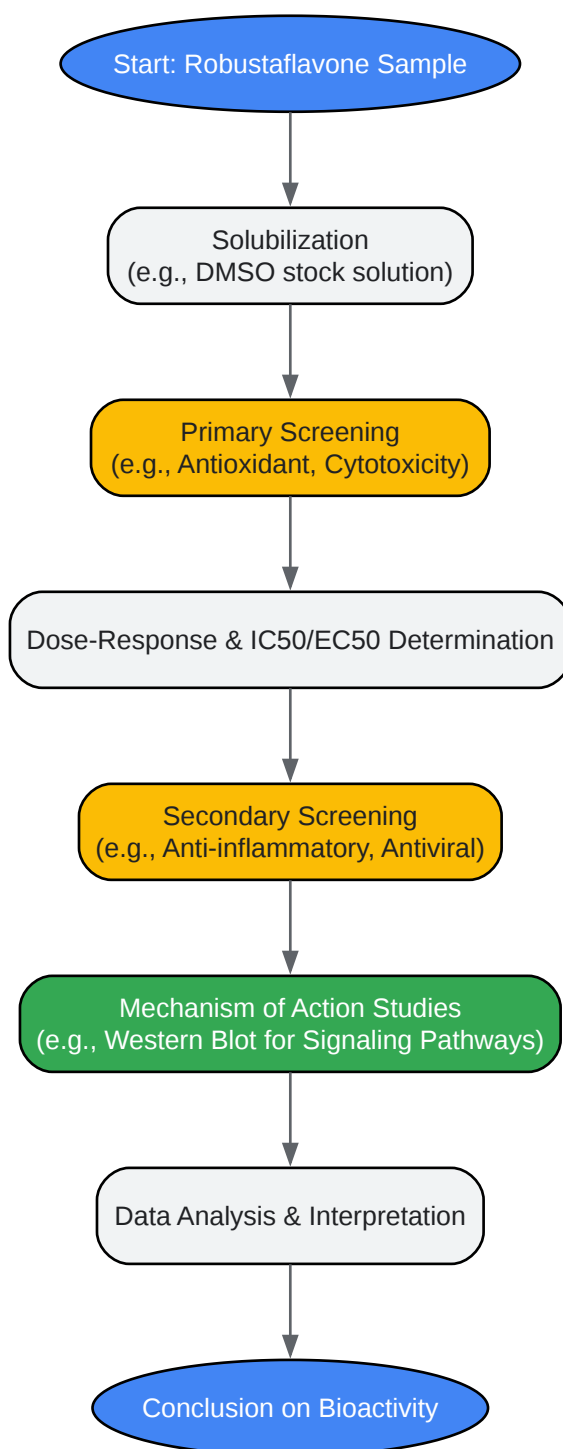 Start: Robustaflavone Sample
Solubilization
(e.g., DMSO stock solution)
Primary Screening
(e.g., Antioxidant, Cytotoxicity)
Dose-Response & IC50/EC50 Determination
Secondary Screening
(e.g., Anti-inflammatory, Antiviral)
Mechanism of Action Studies
(e.g., Western Blot for Signaling Pathways)
Data Analysis & Interpretation
Conclusion on Bioactivity